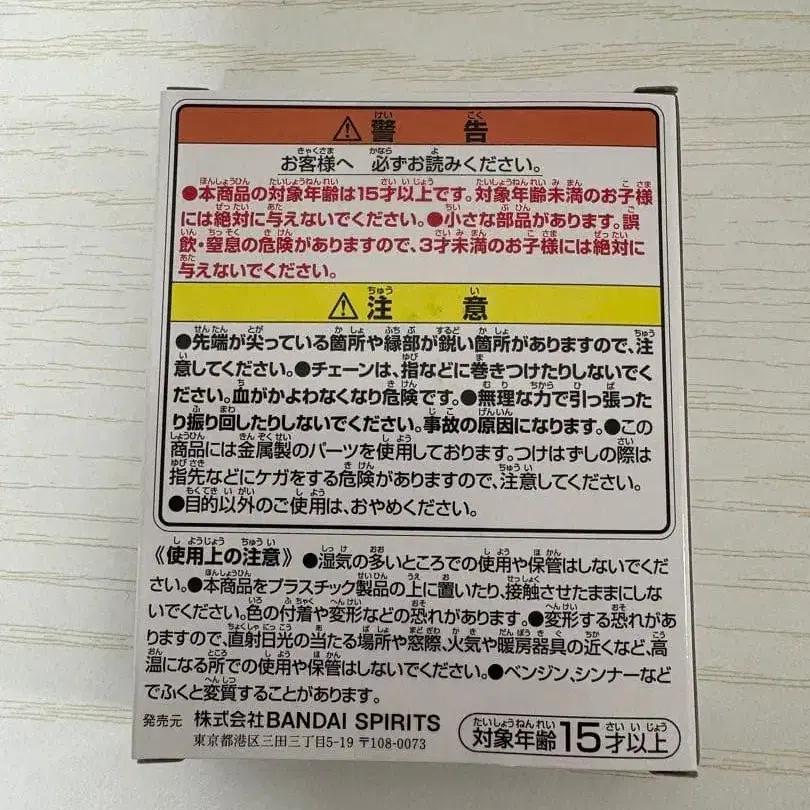 ⚠警告
お客様へ 必ずお読みください。
●本商品の対象年齢は15才以上です。対象年齢未満のお子様
には絶対に与えないでください。●小さな部品があります。誤
飲・窒息の危険がありますので、3才未満のお子様には絶対に
与えないでください。
⚠注意
●先端が尖っている箇所や縁部が鋭い箇所がありますので、注
意してください。●チェーンは、指などに巻きつけたりしないでく
ださい。血がかよわなくなり危険です。●無理な力で引っ張った
り振り回したりしないでください。事故の原因になります。●この
商品には金属製のパーツを使用しております。つけはずしの際は
指先などにケガをする危険がありますので、注意してください。
●目的以外のご使用は、おやめください。
《使用上の注意》●湿気の多いところでの使用や保管はしないでくだ
さい。●本商品をプラスチック製品の上に置いたり、接触させたままにしな
いでください。色の付着や変形などの恐れがあります。●変形する恐れがあ
りますので、直射日光の当たる場所や窓際、火気や暖房器具の近くなど、高
温になる所での使用や保管はしないでください。●ベンジン、シンナーなど
でふくと変質することがあります。
発売元 株式会社BANDAI SPIRITS
東京都港区三田三丁目5-19 〒108-0073
対象年齢15才以上